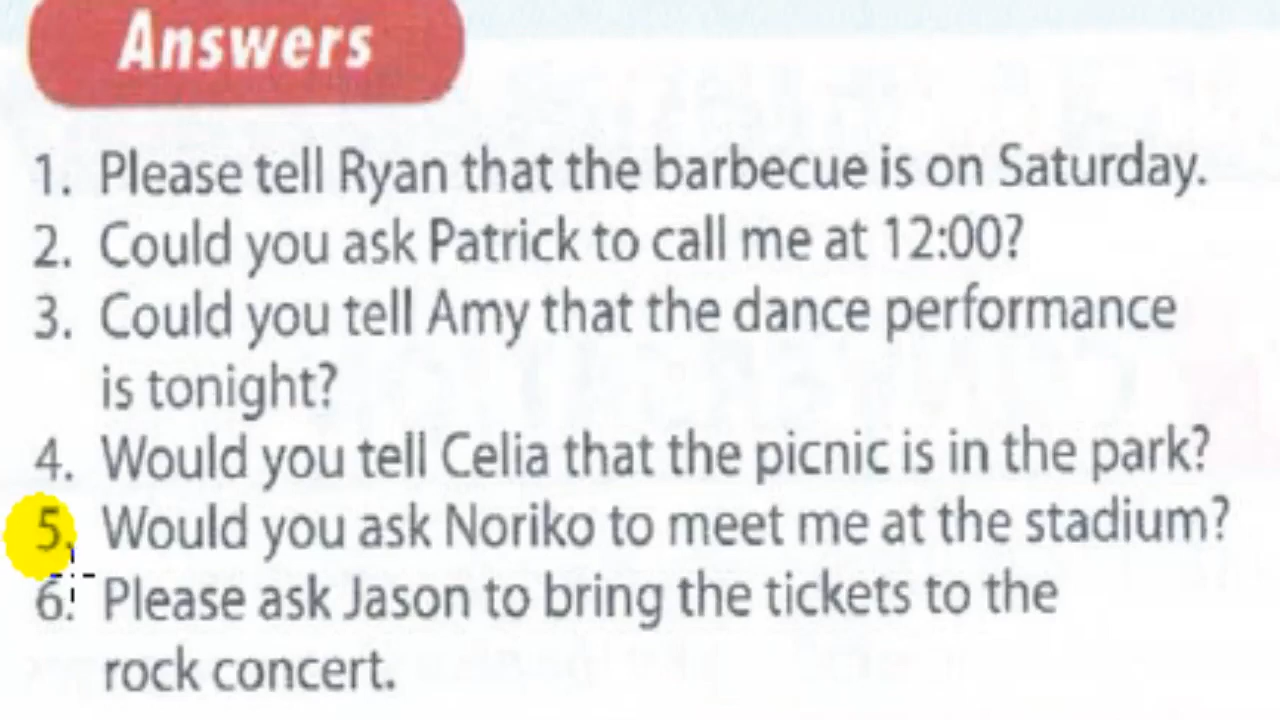 Answers
1. Please tell Ryan that the barbecue is on Saturday.
2. Could you ask Patrick to call me at 12:00?
3. Could you tell Amy that the dance performance
is tonight?
4. Would you tell Celia that the picnic is in the park?
5. Would you ask Noriko to meet me at the stadium?
6. Please ask Jason to bring the tickets to the
rock concert.